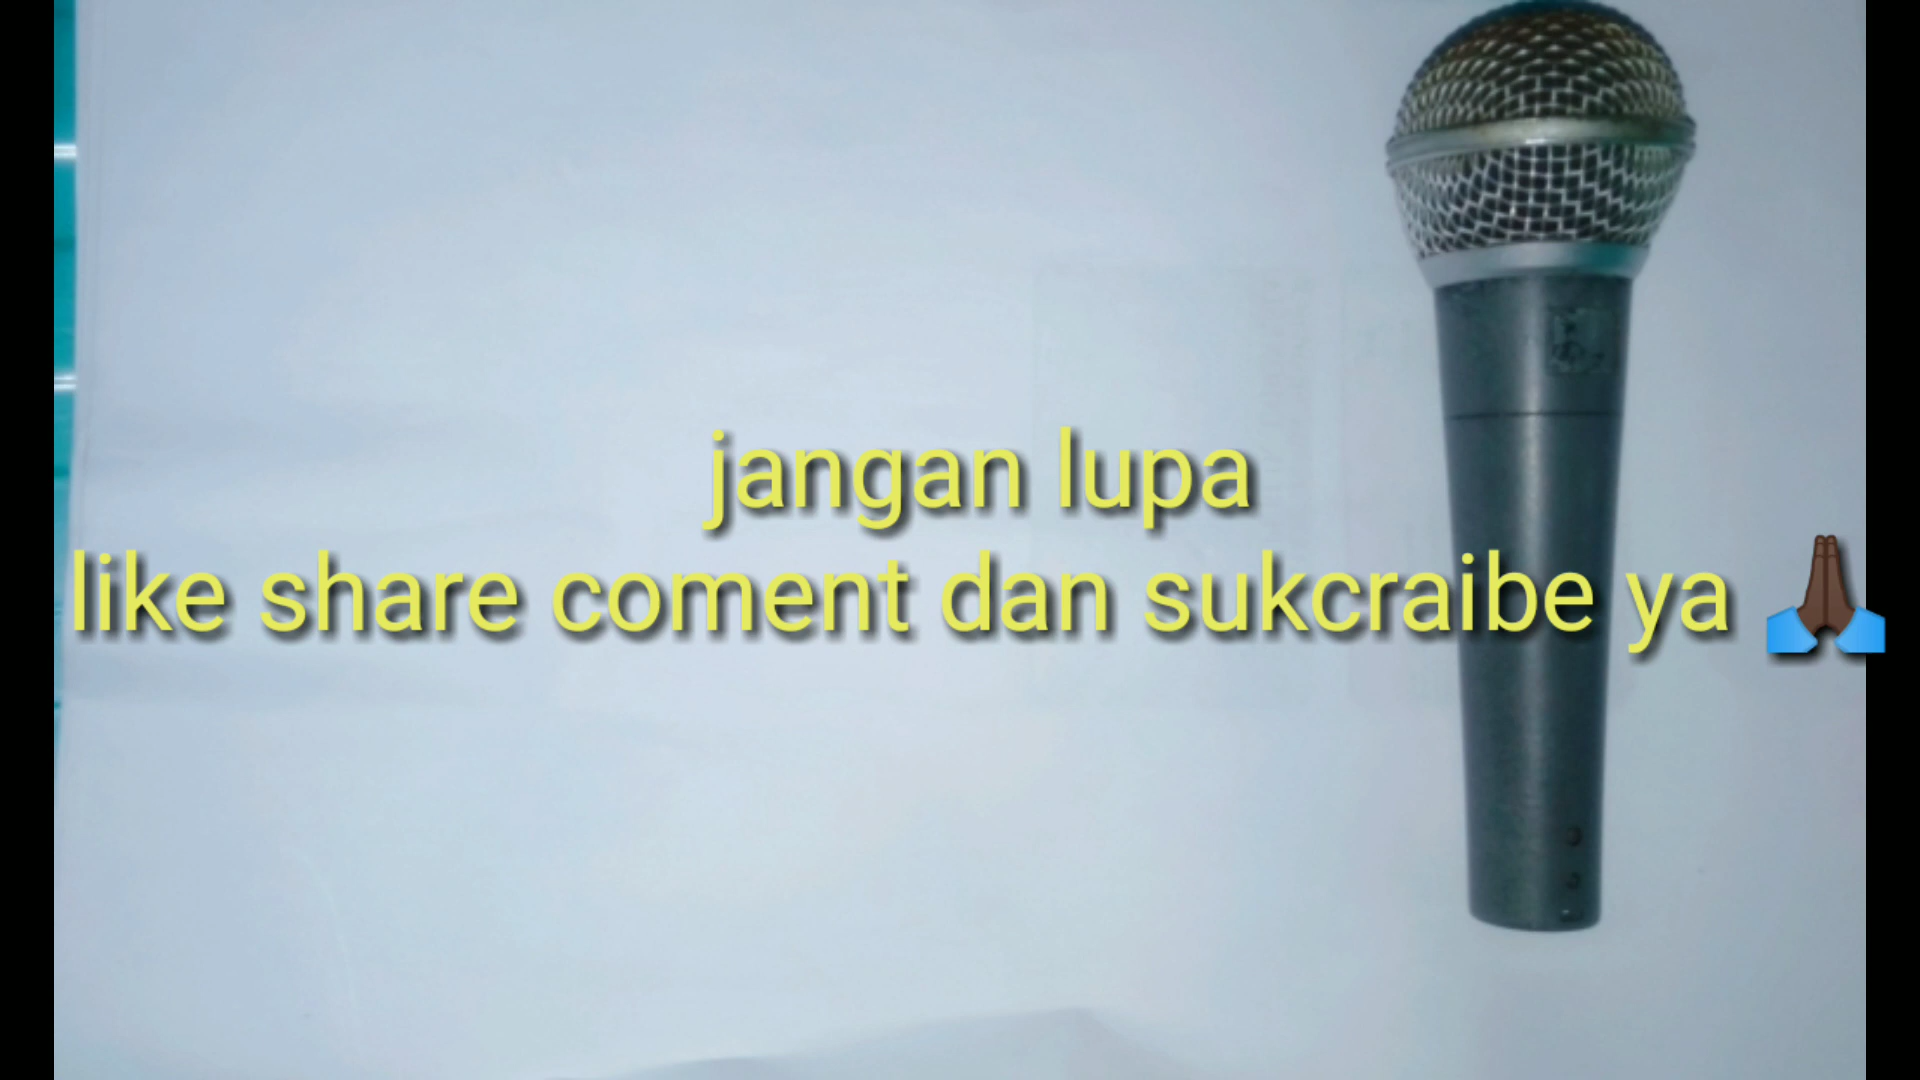 jangan lupa
like share coment dan sukcraibe ya 🙏🏿